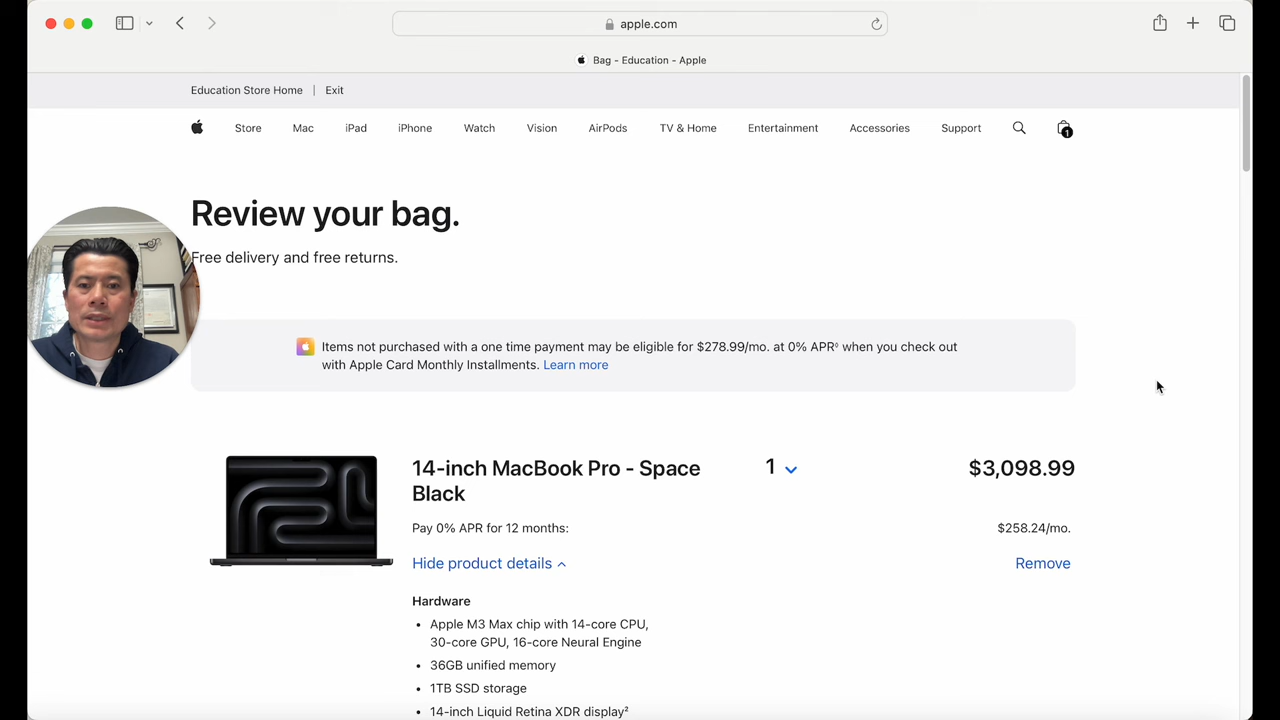 apple.com
Bag - Education - Apple
Education Store Home | Exit
Store Mac iPad iPhone Watch Vision AirPods TV & Home Entertainment Accessories Support 1
Review your bag.
Free delivery and free returns.
Items not purchased with a one time payment may be eligible for $278.99/mo. at 0% APR◊ when you check out
with Apple Card Monthly Installments. Learn more
14-inch MacBook Pro - Space 1 $3,098.99
Black
Pay 0% APR for 12 months: $258.24/mo.
Hide product details Remove
Hardware
• Apple M3 Max chip with 14-core CPU,
30-core GPU, 16-core Neural Engine
• 36GB unified memory
• 1TB SSD storage
• 14-inch Liquid Retina XDR display²